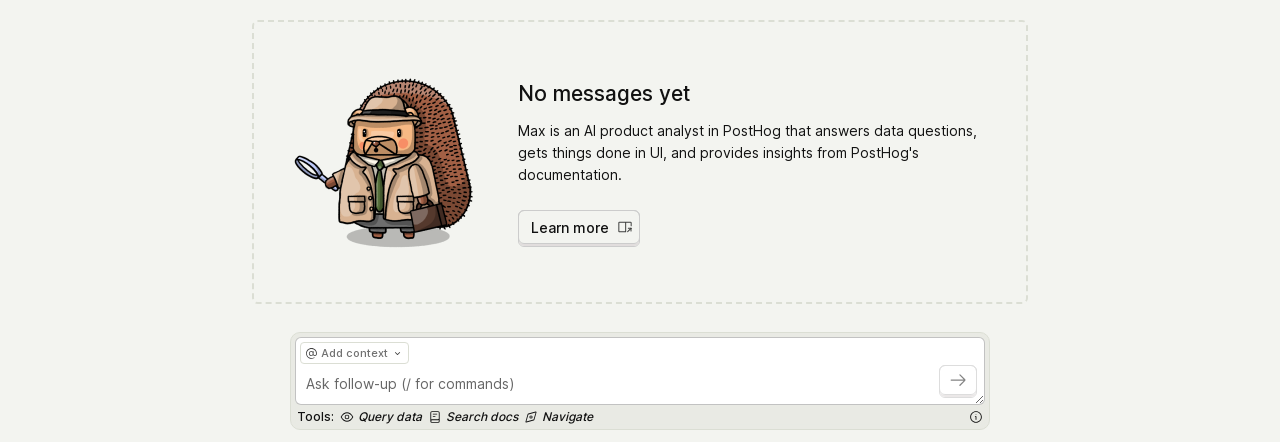 No messages yet
Max is an AI product analyst in PostHog that answers data questions,
gets things done in UI, and provides insights from PostHog's
documentation.
Learn more
@ Add context
Ask follow-up (/ for commands)
Tools: Query data Search docs Navigate